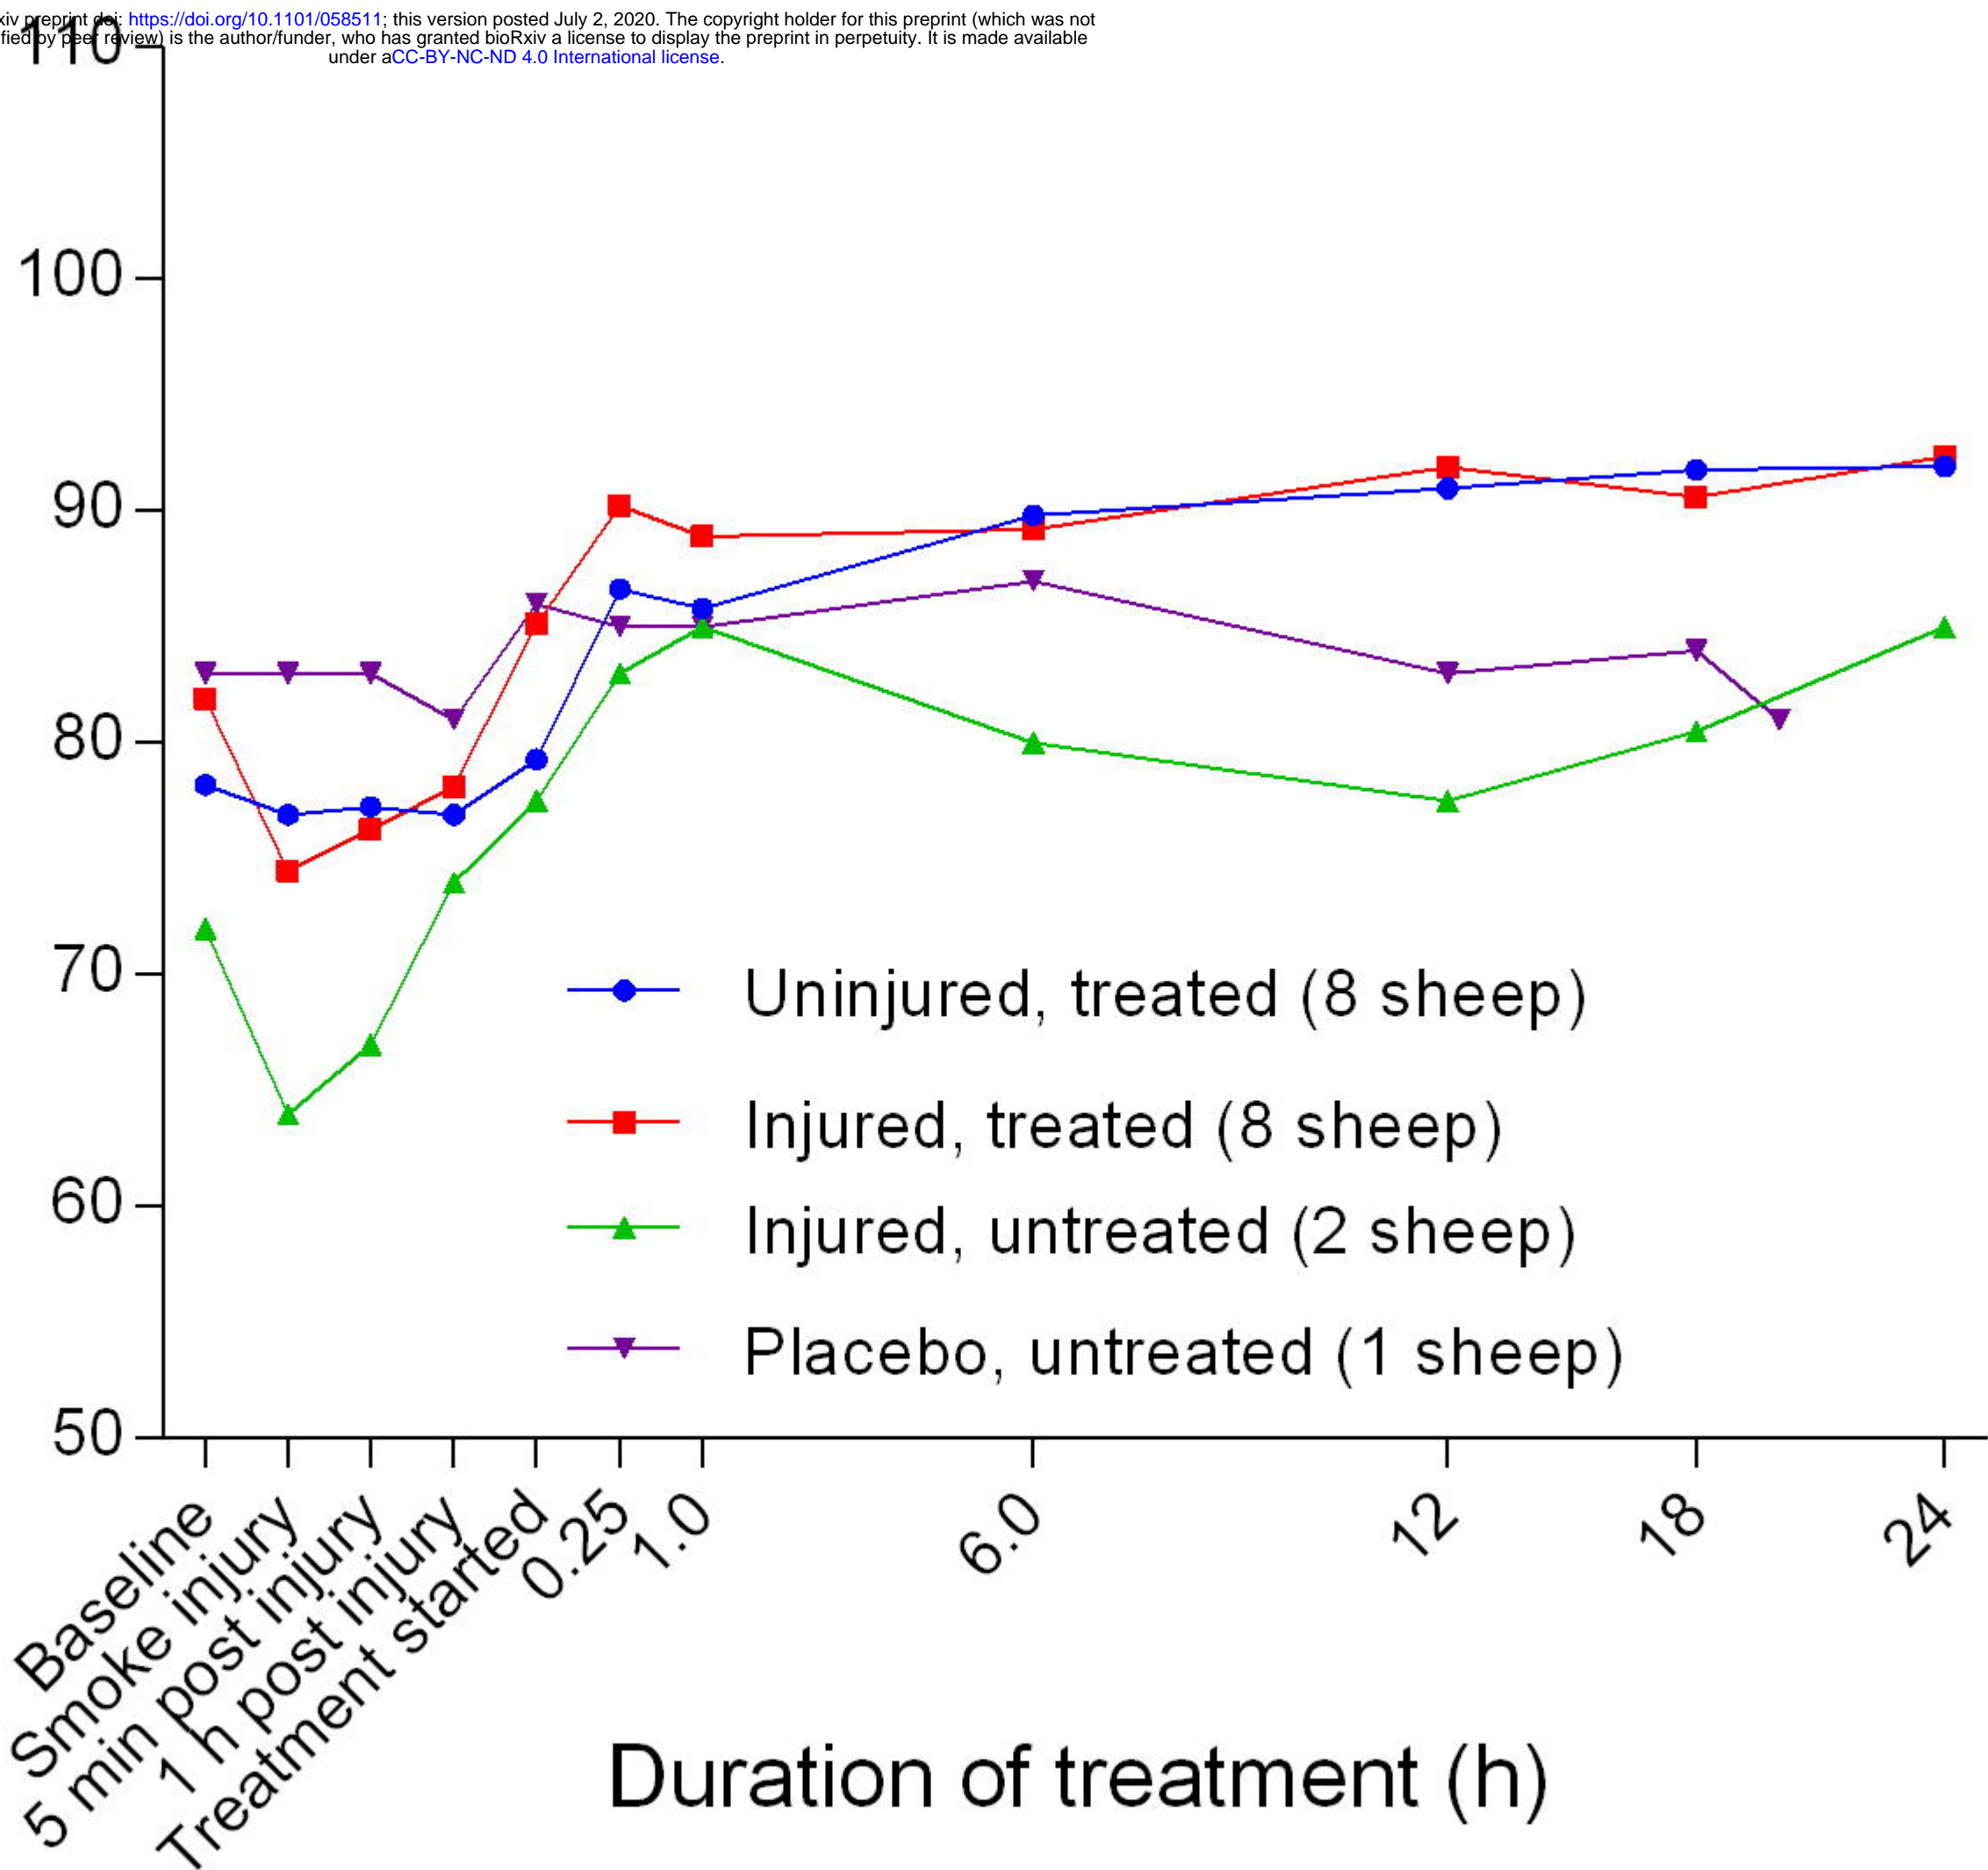 preprint doi: https://doi.org/10.1101/058511; this version posted July 2, 2020. The copyright holder for this preprint (which was not
by peer review) is the author/funder, who has granted bioRxiv a license to display the preprint in perpetuity. It is made available
under aCC-BY-NC-ND 4.0 International license.
110
100
90
80
70
60
50
Uninjured, treated (8 sheep)
Injured, treated (8 sheep)
Injured, untreated (2 sheep)
Placebo, untreated (1 sheep)
Baseline
Smoke injury
5 min post injury
1 h post injury
Treatment started
0.25
1.0
6.0
12
18
24
Duration of treatment (h)